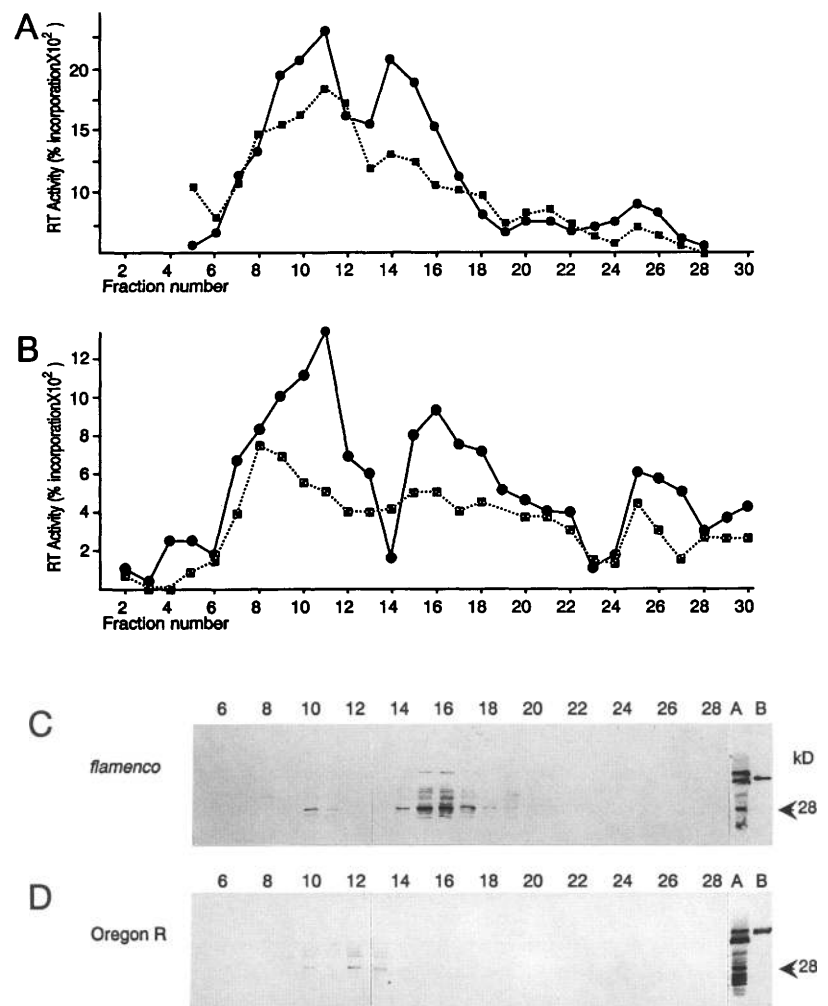 A
RT Activity (% incorporationX10²)
20
15
10
2 4 6 8 10 12 14 16 18 20 22 24 26 28 30
Fraction number
B
RT Activity (% incorporationX10²)
12
10
8
6
4
2
2 4 6 8 10 12 14 16 18 20 22 24 26 28 30
Fraction number
C
6 8 10 12 14 16 18 20 22 24 26 28 A B
flamenco
kD
28
D
6 8 10 12 14 16 18 20 22 24 26 28 A B
Oregon R
28